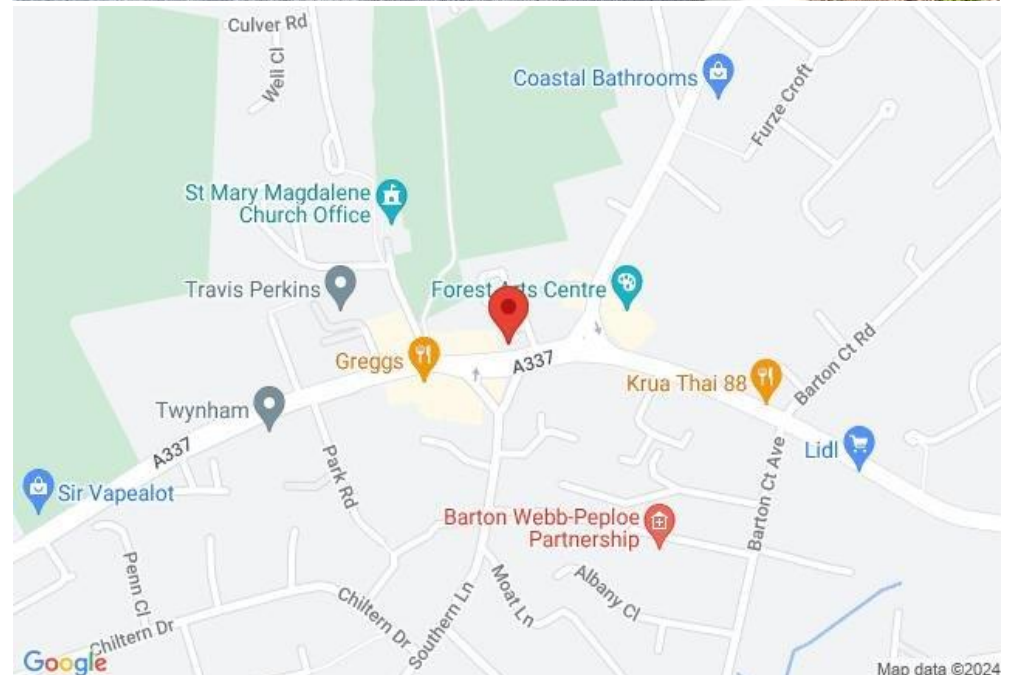 Culver Rd
Well Cl
Coastal Bathrooms
Furze Croft
St Mary Magdalene
Church Office
Travis Perkins
Forest Arts Centre
Greggs
A337
Krua Thai 88
Barton Ct Rd
Twynham
A337
Lidl
Sir Vapealot
Park Rd
Barton Ct Ave
Barton Webb-Peploe
Partnership
Penn Cl
Albany Cl
Moat Ln
Chiltern Dr
Chiltern Dr
Southern Ln
Google
Map data ©2024